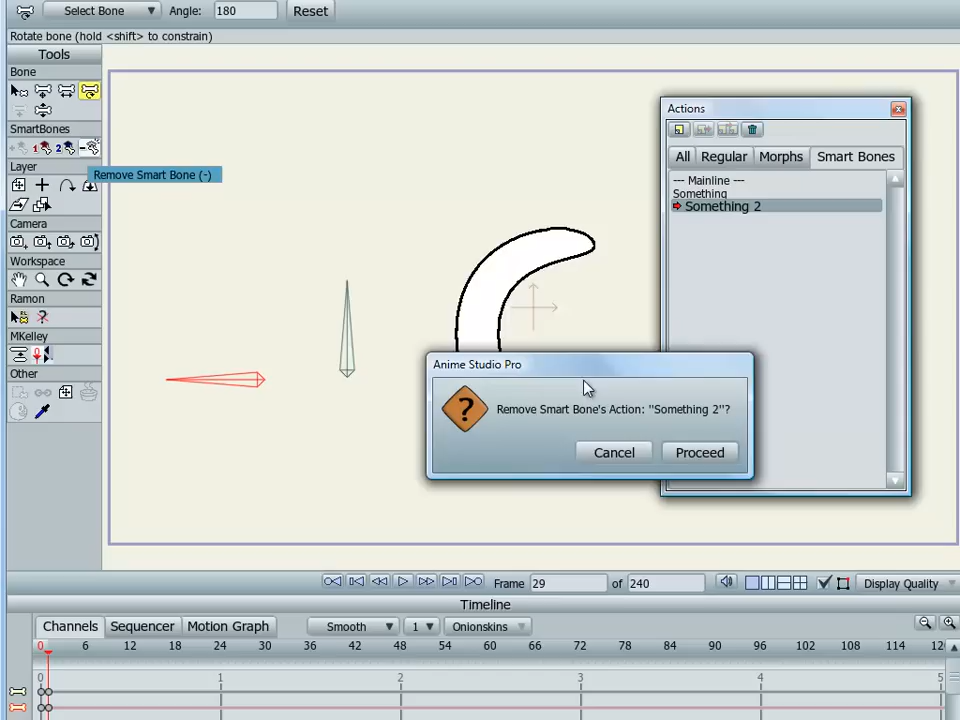 Select Bone
Angle: 180
Reset
Rotate bone (hold <shift> to constrain)
Tools
Bone
SmartBones
1
2
Remove Smart Bone (-)
Layer
Camera
Workspace
Ramon
MKelley
Other
Actions
All Regular Morphs Smart Bones
--- Mainline ---
Something
Something 2
Anime Studio Pro
?
Remove Smart Bone's Action: "Something 2"?
Cancel
Proceed
Frame 29 of 240
Display Quality
Timeline
Channels Sequencer Motion Graph
Smooth
1
Onionskins
0 6 12 18 24 30 36 42 48 54 60 66 72 78 84 90 96 102 108 114 120
0 1 2 3 4 5